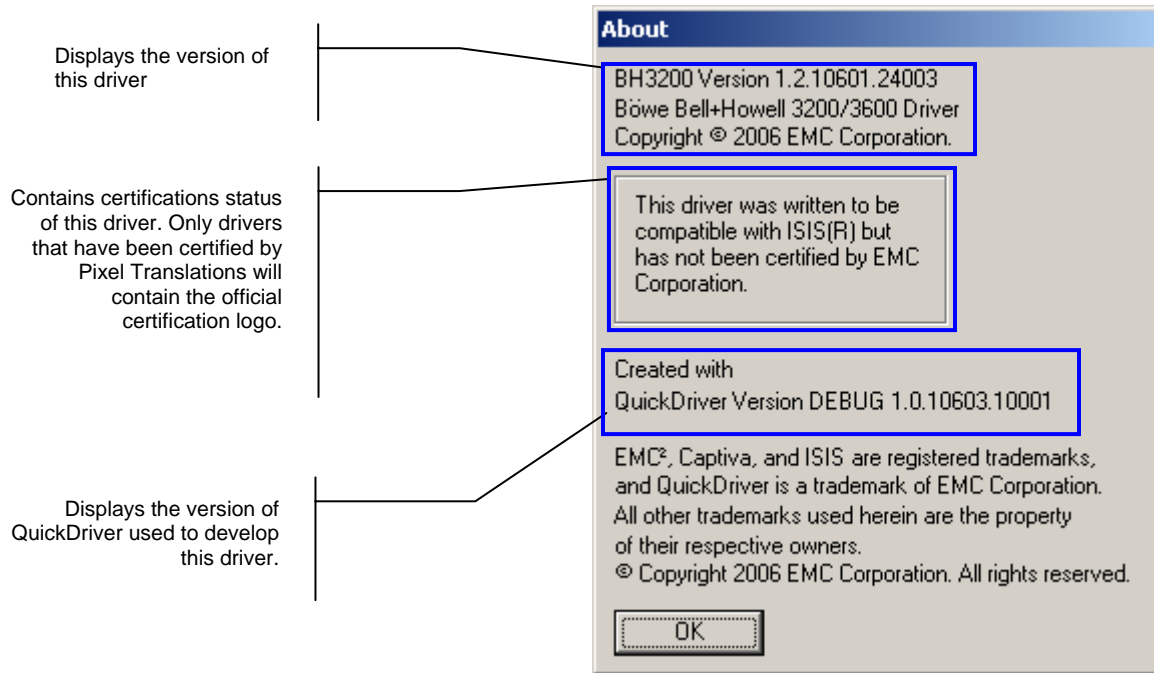 Displays the version of
this driver
Contains certifications status
of this driver. Only drivers
that have been certified by
Pixel Translations will
contain the official
certification logo.
Displays the version of
QuickDriver used to develop
this driver.
About
BH3200 Version 1.2.10601.24003
Böwe Bell+Howell 3200/3600 Driver
Copyright © 2006 EMC Corporation.
This driver was written to be
compatible with ISIS(R) but
has not been certified by EMC
Corporation.
Created with
QuickDriver Version DEBUG 1.0.10603.10001
EMC², Captiva, and ISIS are registered trademarks,
and QuickDriver is a trademark of EMC Corporation.
All other trademarks used herein are the property
of their respective owners.
© Copyright 2006 EMC Corporation. All rights reserved.
OK